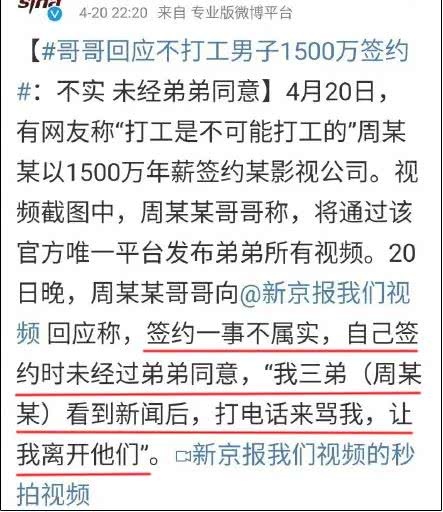 sina
4-20 22:20 来自 专业版微博平台
【#哥哥回应不打工男子1500万签约
#：不实 未经弟弟同意】4月20日，
有网友称“打工是不可能打工的”周某
某以1500万年薪签约某影视公司。视
频截图中，周某某哥哥称，将通过该
官方唯一平台发布弟弟所有视频。20
日晚，周某某哥哥向@新京报我们视
频 回应称，签约一事不属实，自己签
约时未经过弟弟同意，“我三弟（周某
某）看到新闻后，打电话来骂我，让
我离开他们”。新京报我们视频的秒
拍视频